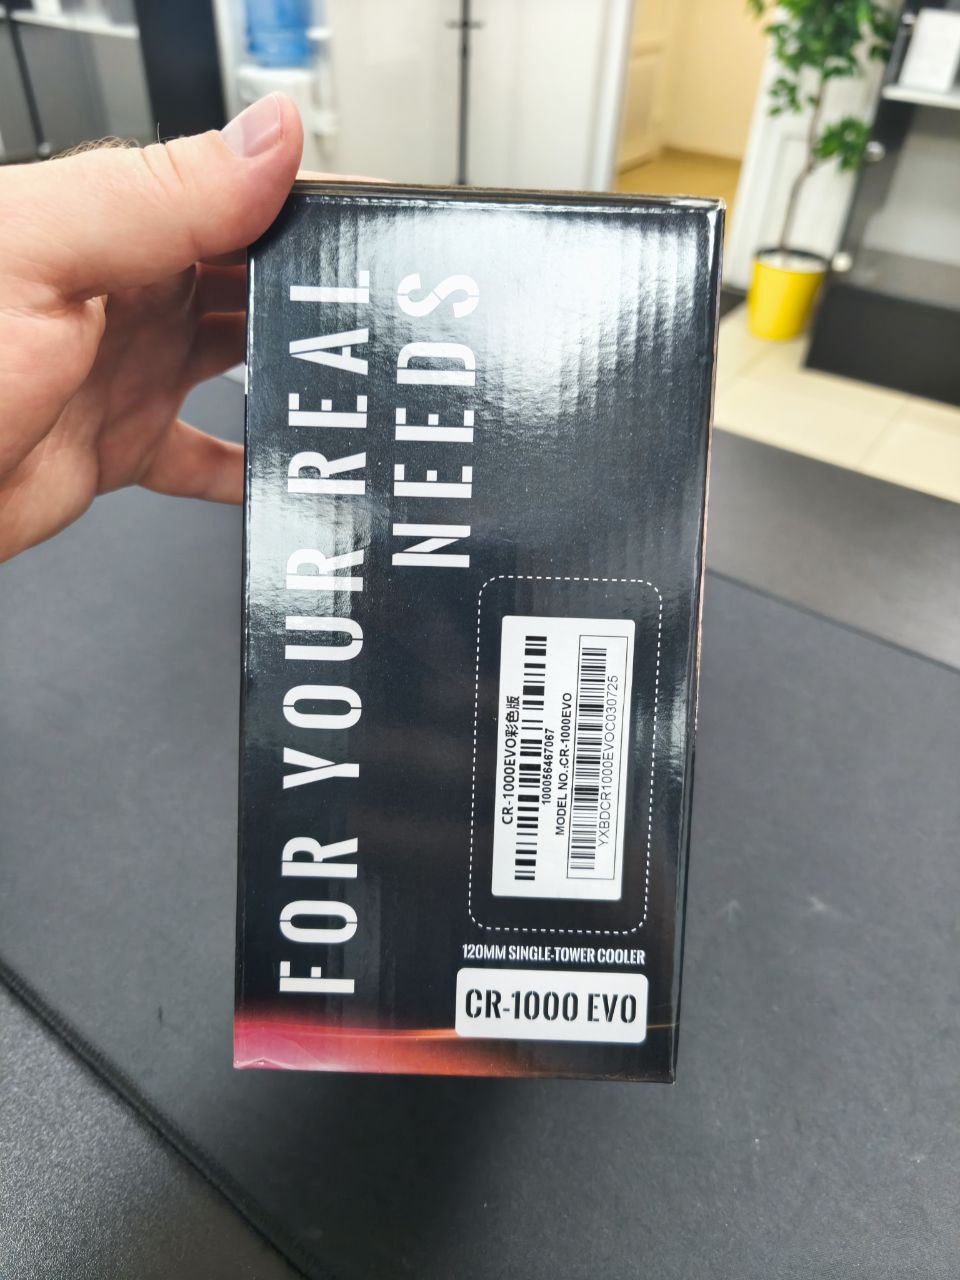 FOR YOUR REAL
NEEDS
CR-1000EVO彩色版
100056467067
MODEL NO.:CR-1000EVO
YXBDCR1000EVOC030725
120MM SINGLE-TOWER COOLER
CR-1000 EVO